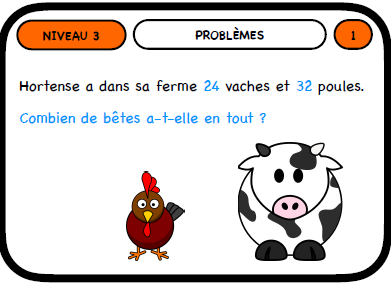 NIVEAU 3
PROBLÈMES
1
Hortense a dans sa ferme 24 vaches et 32 poules.
Combien de bêtes a-t-elle en tout ?